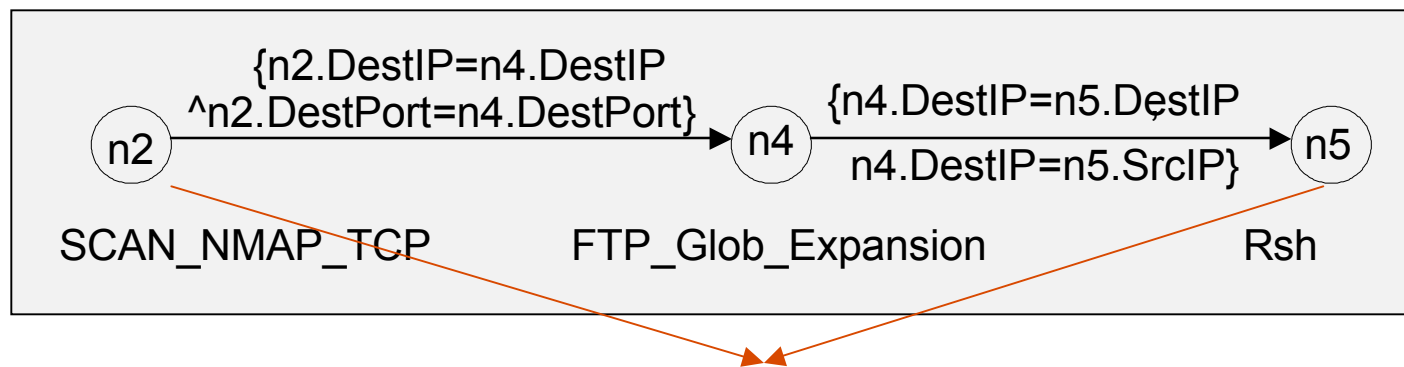 {n2.DestIP=n4.DestIP
^n2.DestPort=n4.DestPort}
{n4.DestIP=n5.DestIP,
n4.DestIP=n5.SrcIP}
n2
n4
n5
SCAN_NMAP_TCP
FTP_Glob_Expansion
Rsh